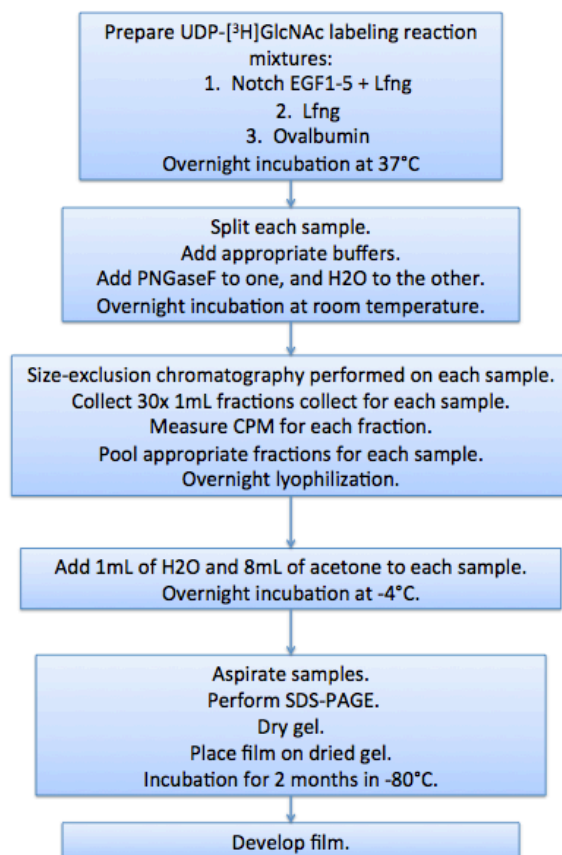 Prepare UDP-[³H]GlcNAc labeling reaction
mixtures:
1. Notch EGF1-5 + Lfng
2. Lfng
3. Ovalbumin
Overnight incubation at 37°C
Split each sample.
Add appropriate buffers.
Add PNGaseF to one, and H2O to the other.
Overnight incubation at room temperature.
Size-exclusion chromatography performed on each sample.
Collect 30x 1mL fractions collect for each sample.
Measure CPM for each fraction.
Pool appropriate fractions for each sample.
Overnight lyophilization.
Add 1mL of H2O and 8mL of acetone to each sample.
Overnight incubation at -4°C.
Aspirate samples.
Perform SDS-PAGE.
Dry gel.
Place film on dried gel.
Incubation for 2 months in -80°C.
Develop film.